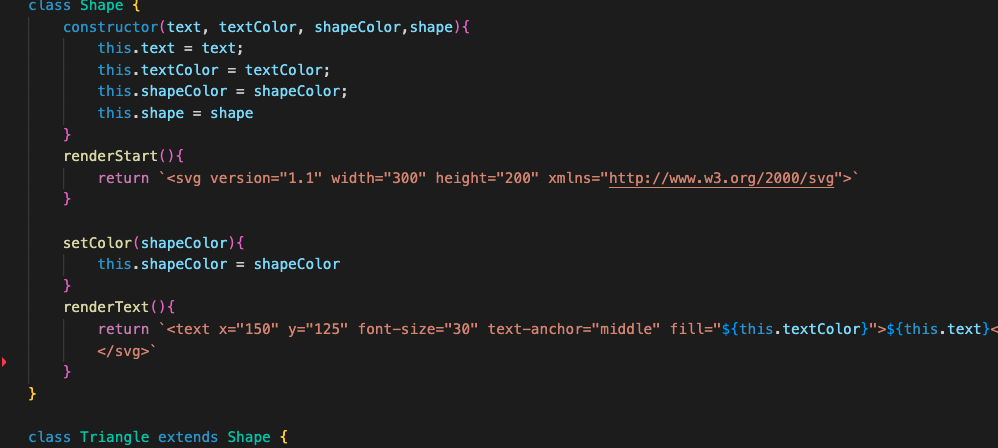 class Shape {
constructor(text, textColor, shapeColor,shape){
this.text = text;
this.textColor = textColor;
this.shapeColor = shapeColor;
this.shape = shape
}
renderStart(){
return `<svg version="1.1" width="300" height="200" xmlns="http://www.w3.org/2000/svg">`
}
setColor(shapeColor){
this.shapeColor = shapeColor
}
renderText(){
return `<text x="150" y="125" font-size="30" text-anchor="middle" fill="${this.textColor}">${this.text}<
</svg>`
}
}
class Triangle extends Shape {